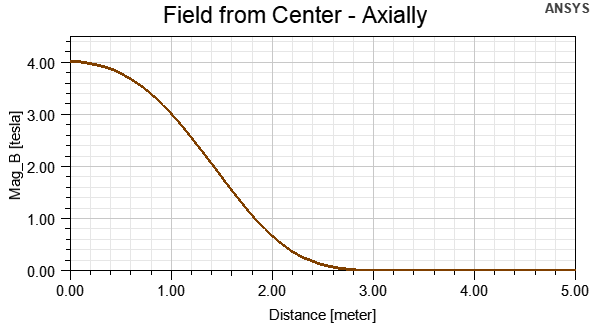 Field from Center - Axially
ANSYS
Mag_B [tesla]
4.00
3.00
2.00
1.00
0.00
0.00 1.00 2.00 3.00 4.00 5.00
Distance [meter]